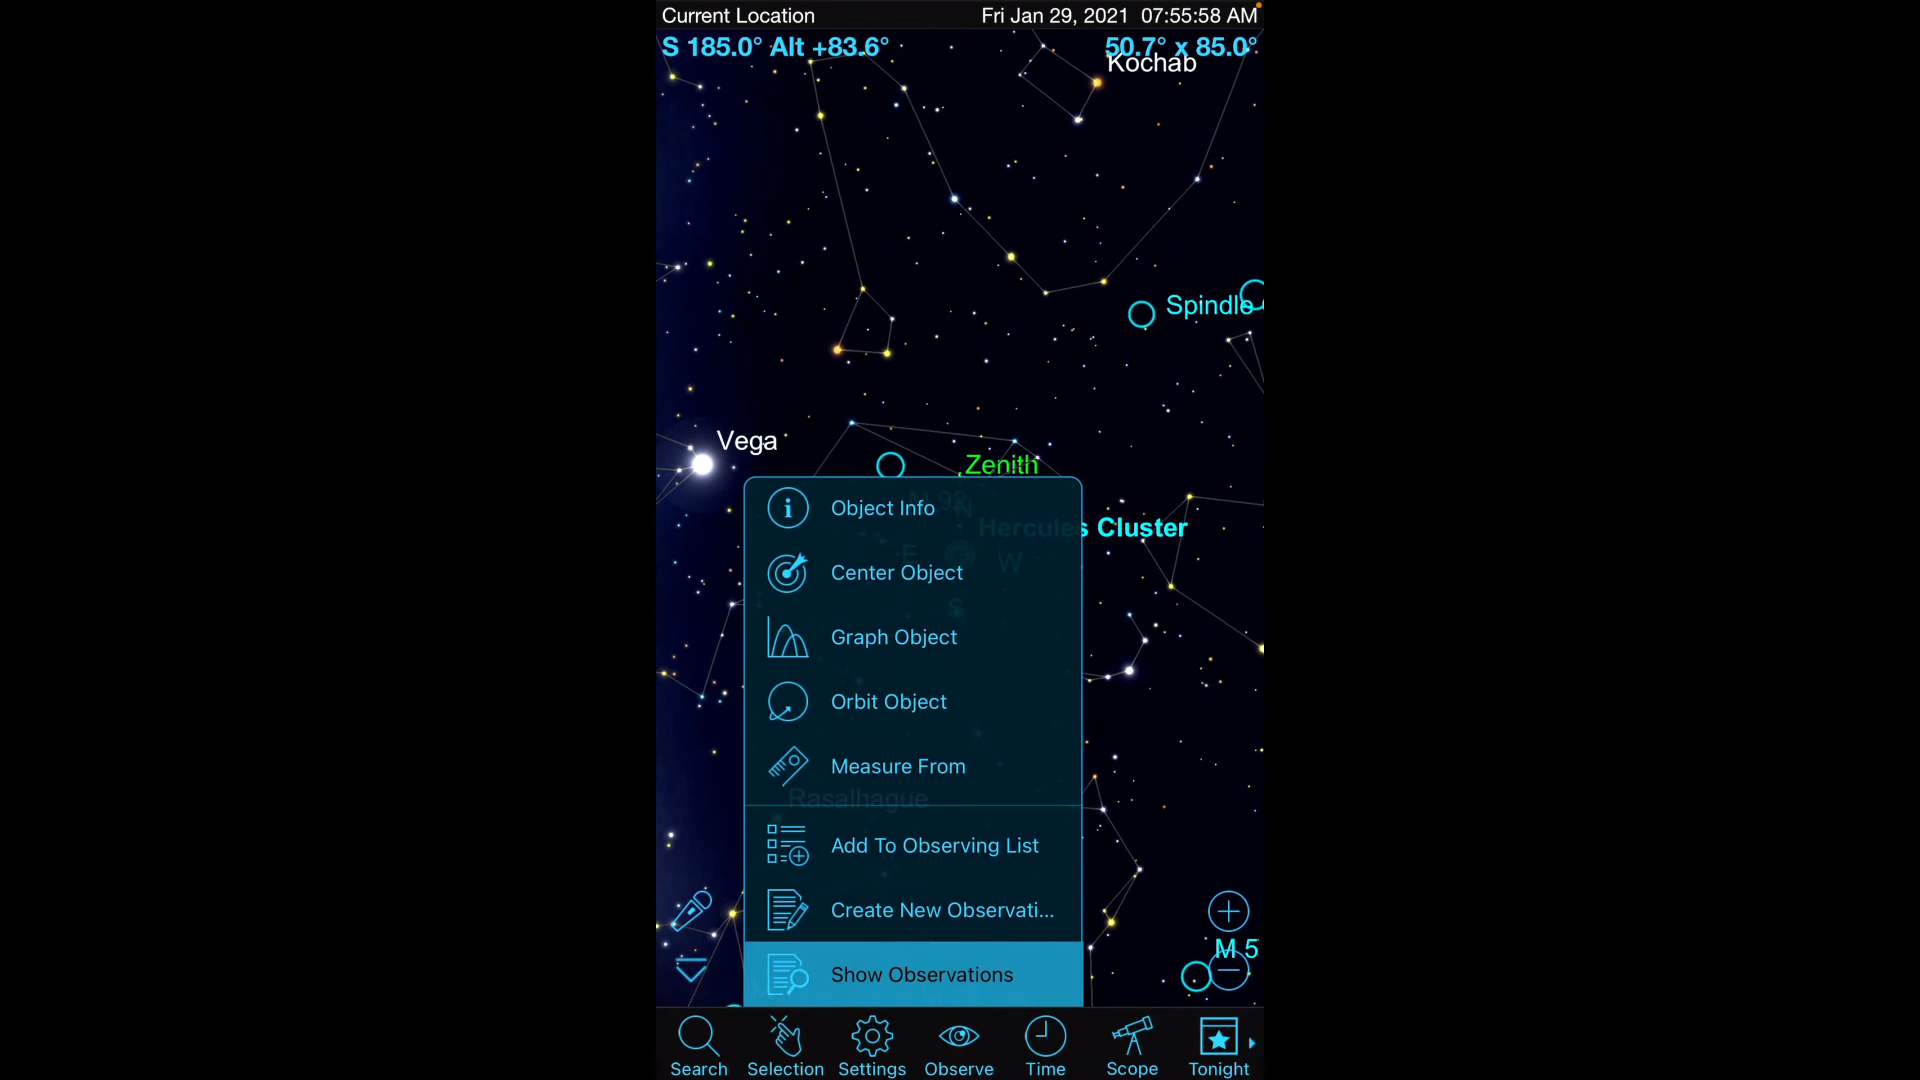 Current Location
Fri Jan 29, 2021 07:55:58 AM
S 185.0° Alt +83.6°
50.7° x 85.0°
Kochab
Spindle
Vega
Zenith
M 92
N
Hercules Cluster
E
W
S
Object Info
Center Object
Graph Object
Orbit Object
Measure From
Rasalhague
Add To Observing List
Create New Observati...
Show Observations
M 5
Search
Selection
Settings
Observe
Time
Scope
Tonight